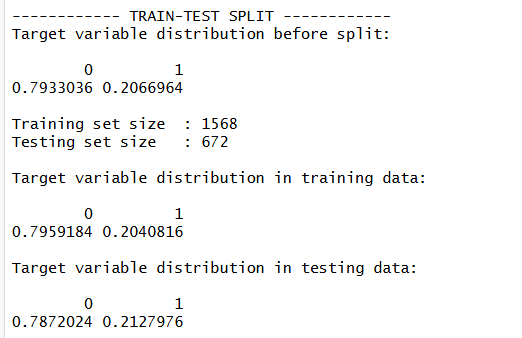 ------------ TRAIN-TEST SPLIT ------------
Target variable distribution before split:
        0         1
0.7933036 0.2066964
Training set size  : 1568
Testing set size   : 672
Target variable distribution in training data:
        0         1
0.7959184 0.2040816
Target variable distribution in testing data:
        0         1
0.7872024 0.2127976